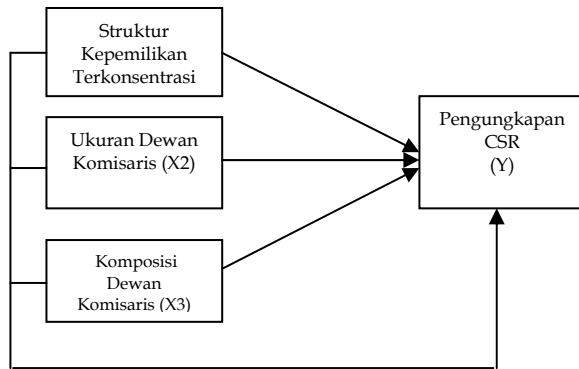 Struktur
Kepemilikan
Terkonsentrasi
Ukuran Dewan
Komisaris (X2)
Komposisi
Dewan
Komisaris (X3)
Pengungkapan
CSR
(Y)